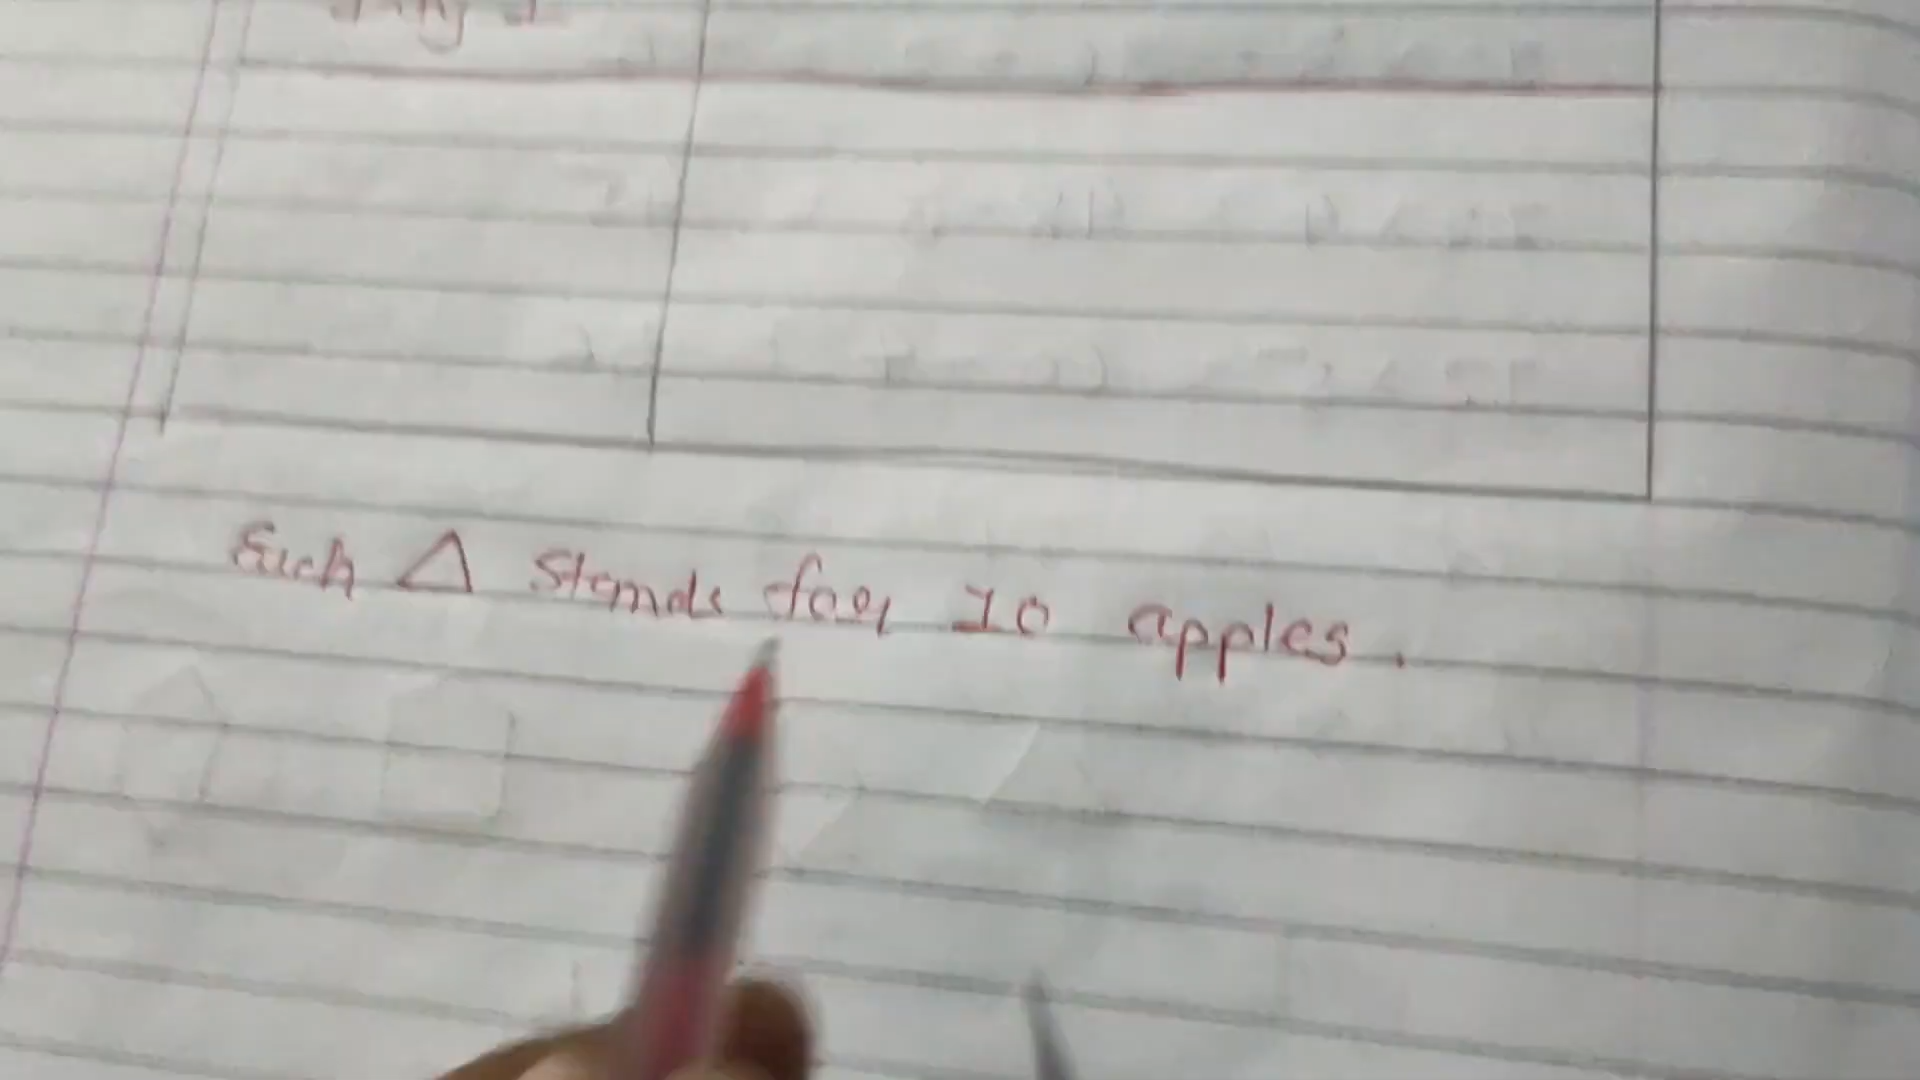 Each △ Stands for 10 apples.